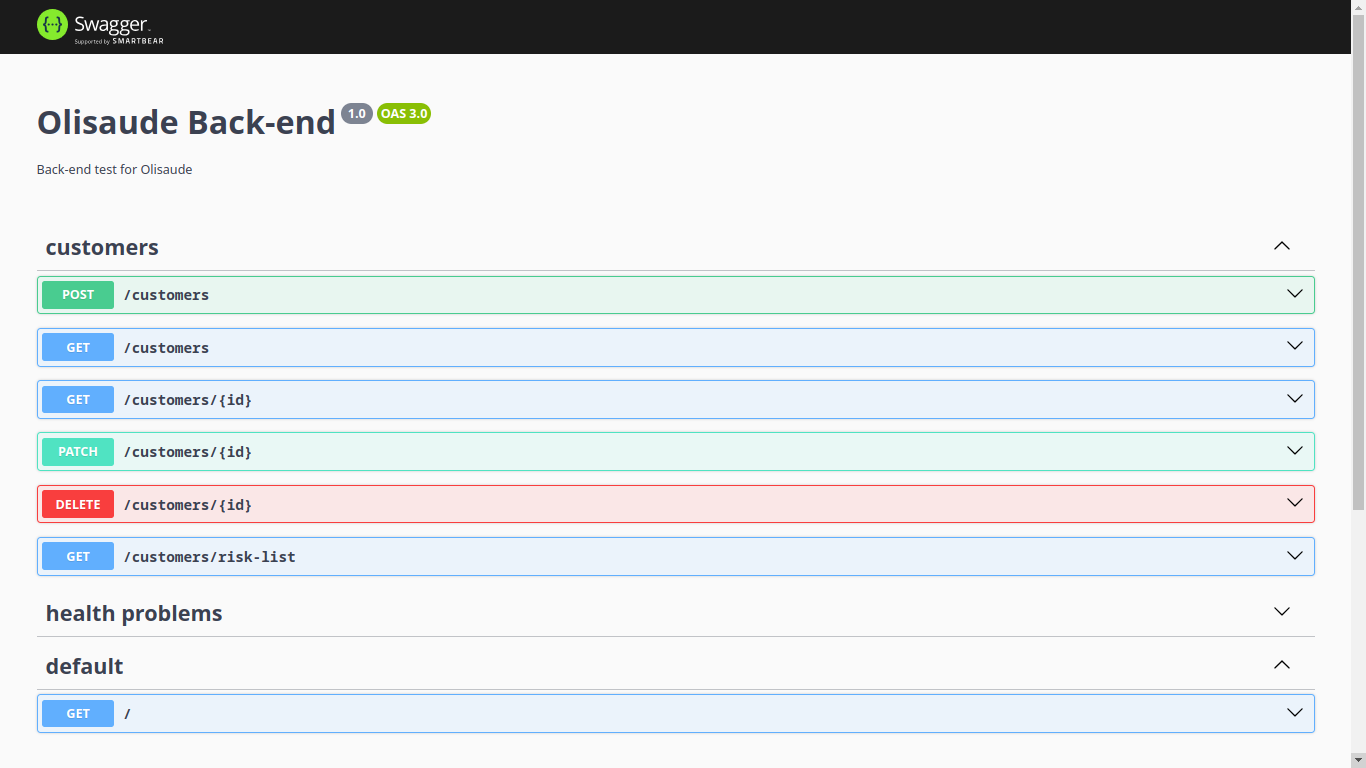 {···} Swagger.
Supported by SMARTBEAR
Olisaude Back-end 1.0 OAS 3.0
Back-end test for Olisaude
customers
POST /customers
GET /customers
GET /customers/{id}
PATCH /customers/{id}
DELETE /customers/{id}
GET /customers/risk-list
health problems
default
GET /